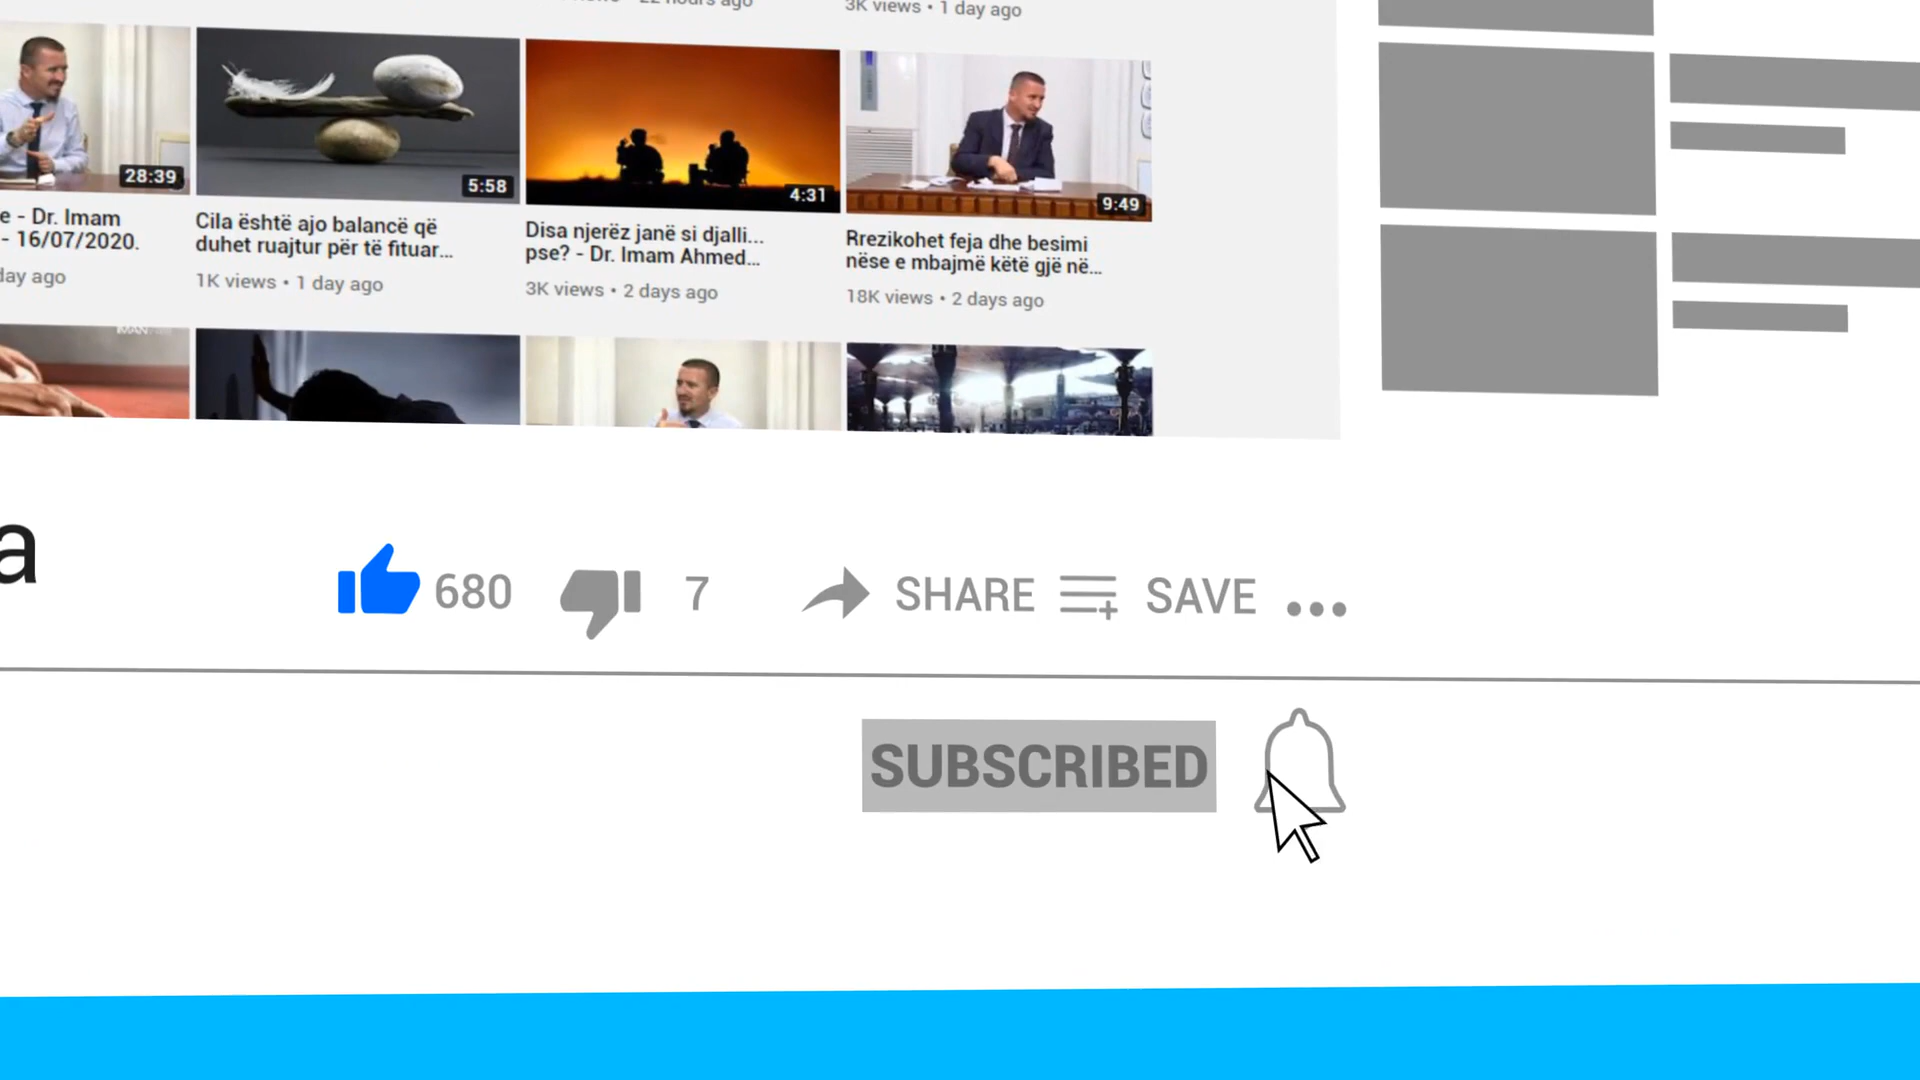 22 hours ago
3K views • 1 day ago
28:39
5:58
4:31
9:49
e - Dr. Imam
- 16/07/2020.
day ago
Cila është ajo balancë që
duhet ruajtur për të fituar...
1K views • 1 day ago
Disa njerëz janë si djalli...
pse? - Dr. Imam Ahmed...
3K views • 2 days ago
Rrezikohet feja dhe besimi
nëse e mbajmë këtë gjë në...
18K views • 2 days ago
a
680
7
SHARE
SAVE
SUBSCRIBED